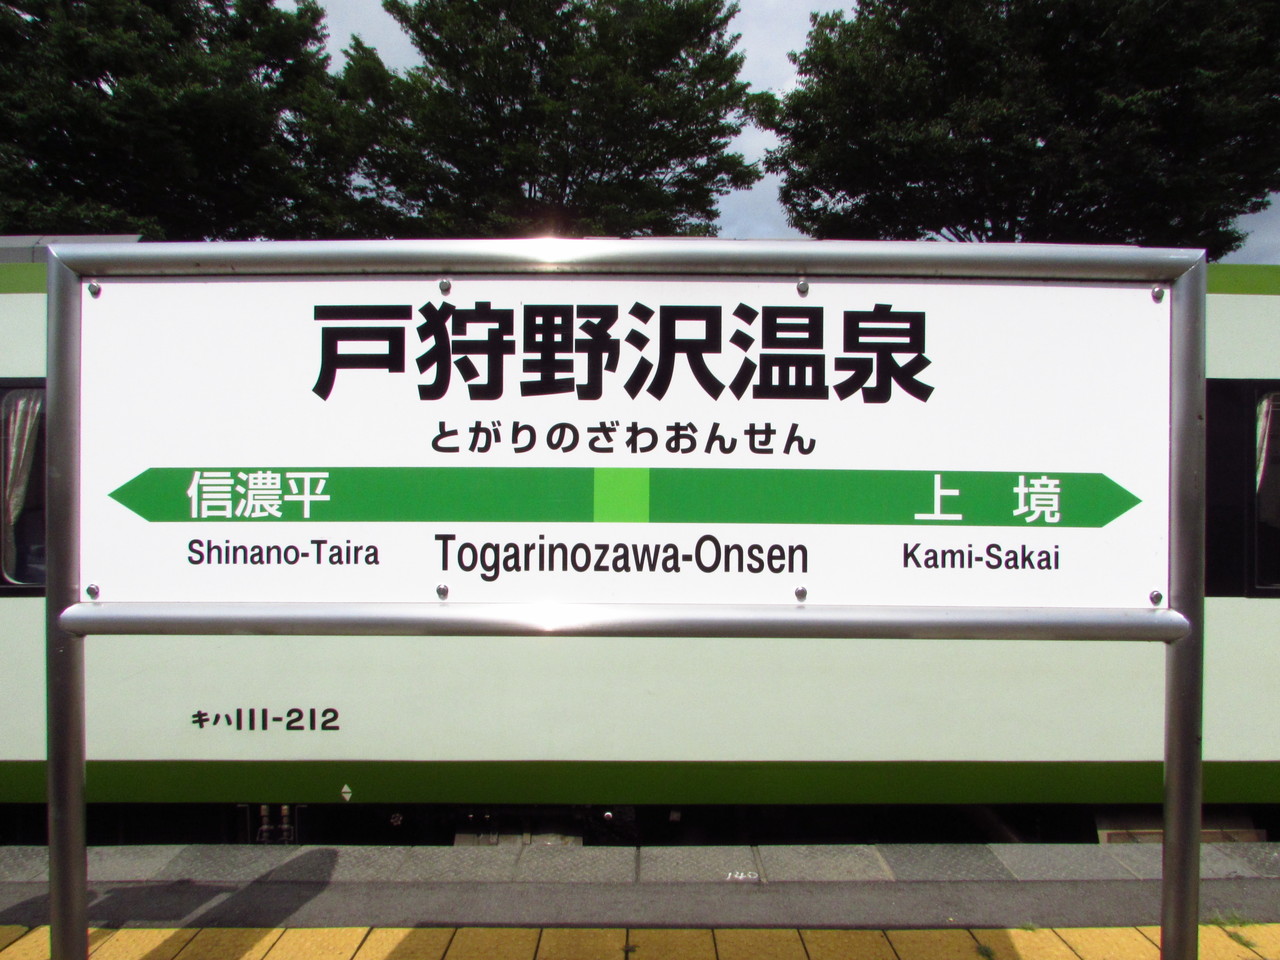 戸狩野沢温泉
とがりのざわおんせん
信濃平 上境
Shinano-Taira Togarinozawa-Onsen Kami-Sakai
キハ111-212
140